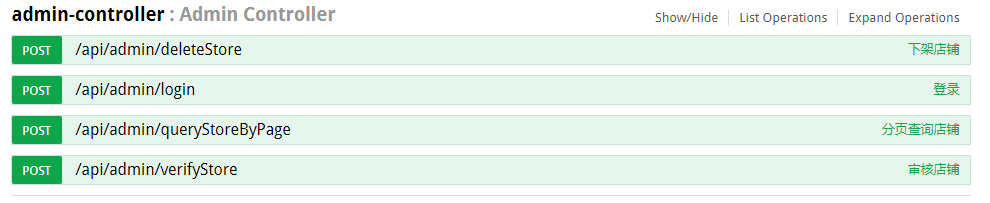 admin-controller : Admin Controller Show/Hide List Operations Expand Operations
POST /api/admin/deleteStore 下架店铺
POST /api/admin/login 登录
POST /api/admin/queryStoreByPage 分页查询店铺
POST /api/admin/verifyStore 审核店铺